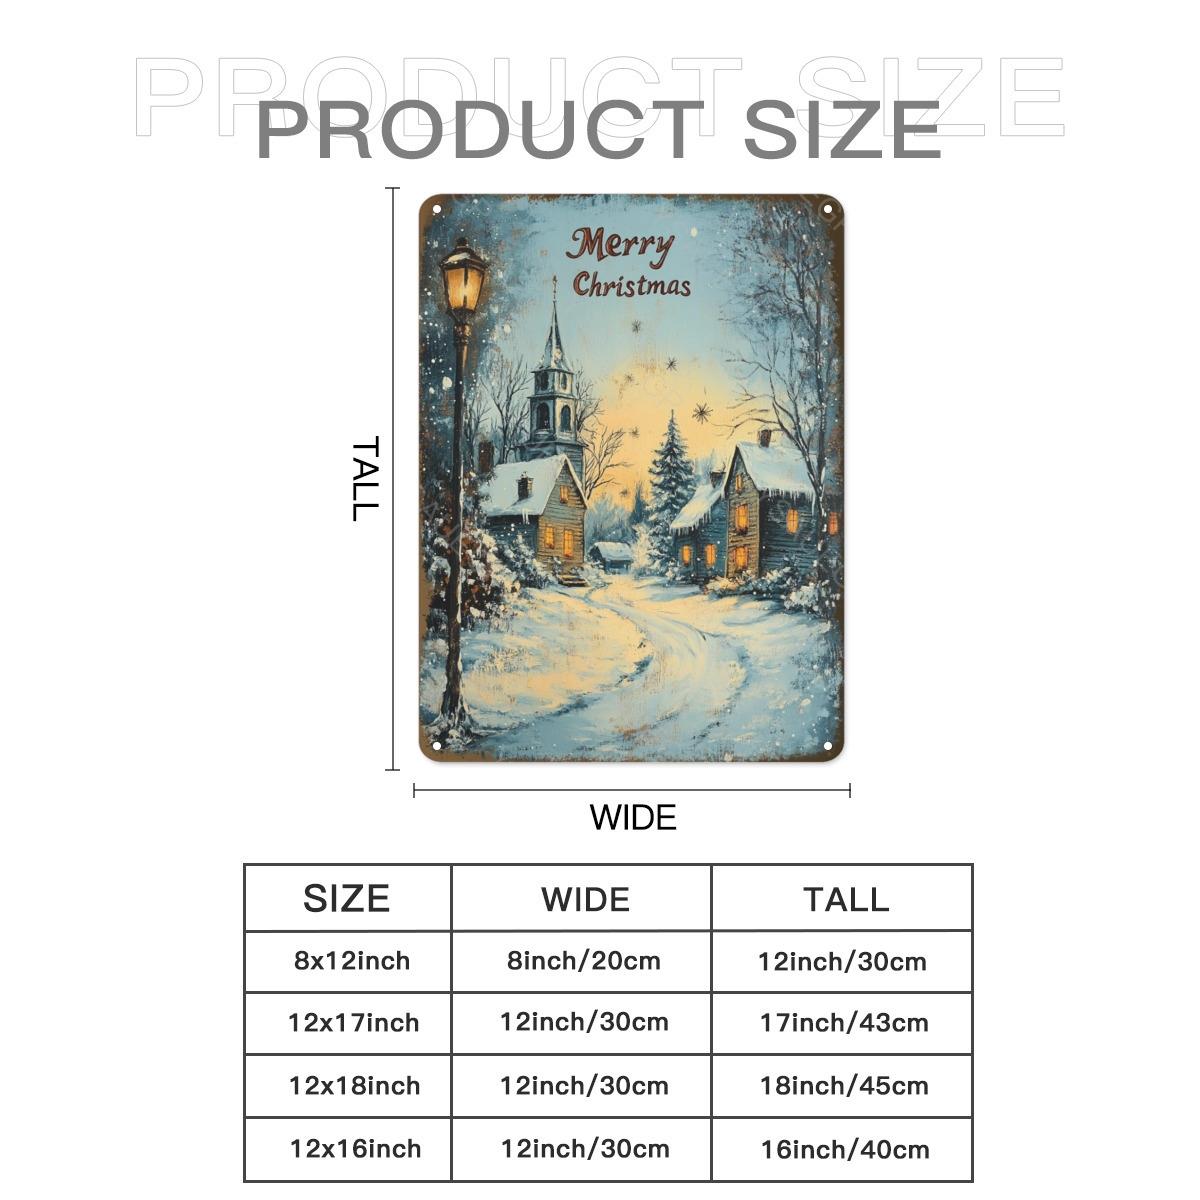 PRODUCT SIZE
PRODUCT SIZE
Merry
Christmas
TALL
WIDE
SIZE WIDE TALL
8x12inch 8inch/20cm 12inch/30cm
12x17inch 12inch/30cm 17inch/43cm
12x18inch 12inch/30cm 18inch/45cm
12x16inch 12inch/30cm 16inch/40cm